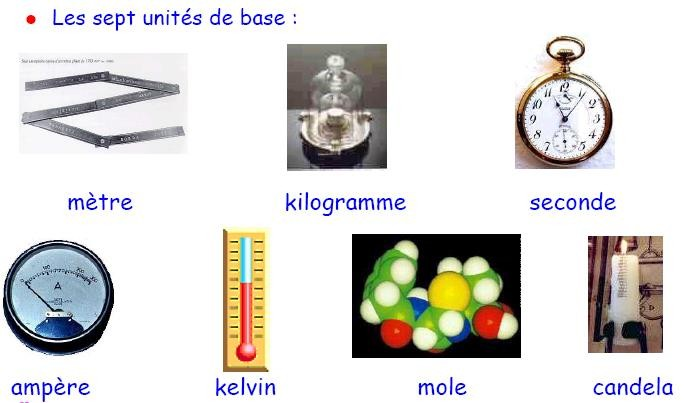 Les sept unités de base :
mètre
kilogramme
seconde
A
ampère
kelvin
mole
candela